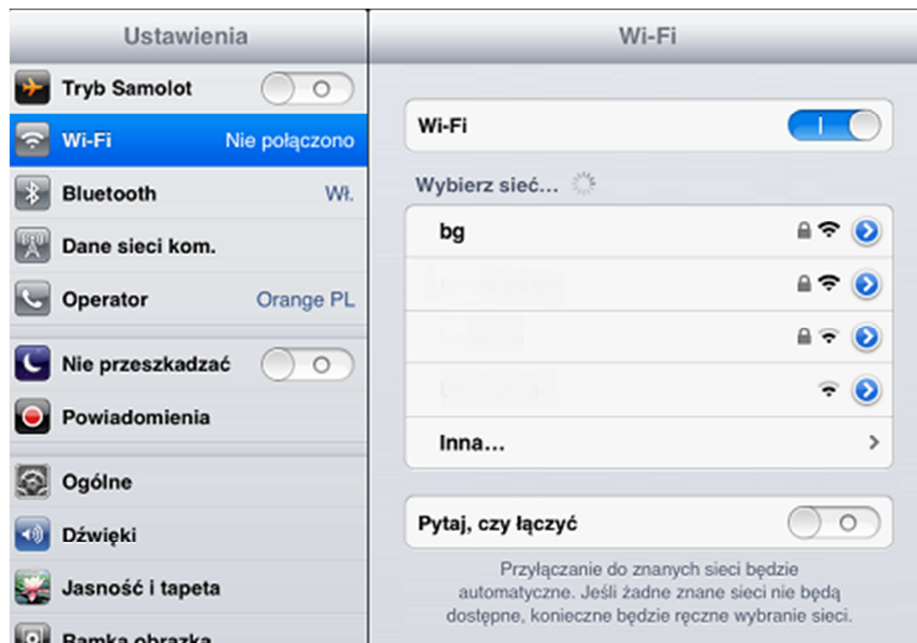 Ustawienia
Tryb Samolot
Wi-Fi Nie połączono
Bluetooth Wł.
Dane sieci kom.
Operator Orange PL
Nie przeszkadzać
Powiadomienia
Ogólne
Dźwięki
Jasność i tapeta
Ramka obrazka
Wi-Fi
Wi-Fi
Wybierz sieć...
bg
Inna...
Pytaj, czy łączyć
Przyłączanie do znanych sieci będzie
automatyczne. Jeśli żadne znane sieci nie będą
dostępne, konieczne będzie ręczne wybranie sieci.